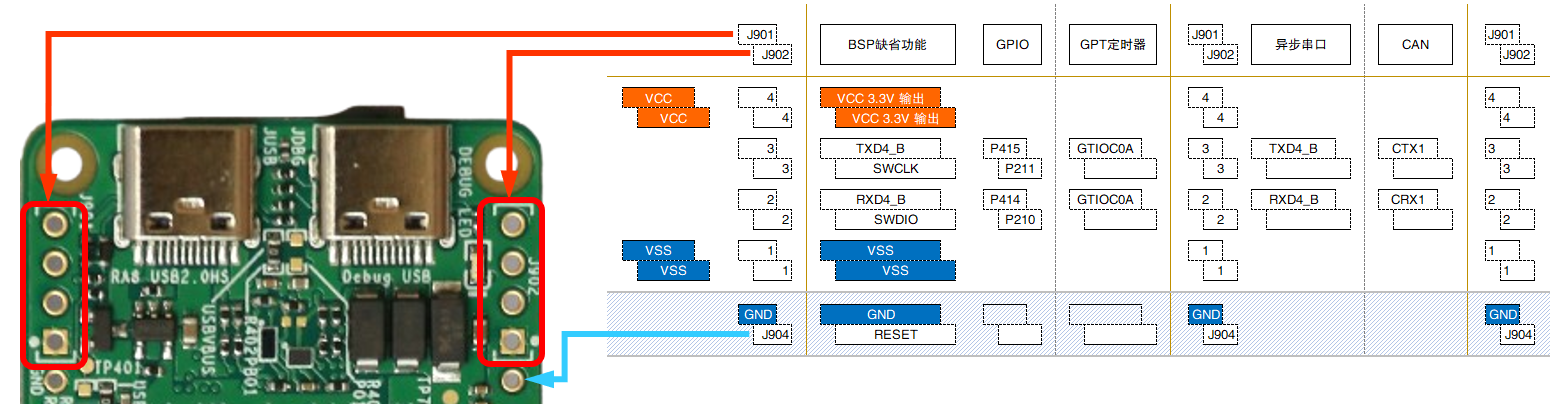 J901 J901 J901
J902 BSP缺省功能 GPIO GPT定时器 J902 异步串口 CAN J902
VCC 4 VCC 3.3V 输出 4 4
VCC 4 VCC 3.3V 输出 4 4
3 TXD4_B P415 GTIOC0A 3 TXD4_B CTX1 3
3 SWCLK P211 3 3
2 RXD4_B P414 GTIOC0A 2 RXD4_B CRX1 2
2 SWDIO P210 2 2
VSS 1 VSS 1 1
VSS 1 VSS 1 1
GND GND GND GND
J904 RESET J904 J904
JUSB
JDBG
DEBUG LED
J902
RA8 USB2.0HS
Debug USB
USBVBUS
R402
TP401
GND